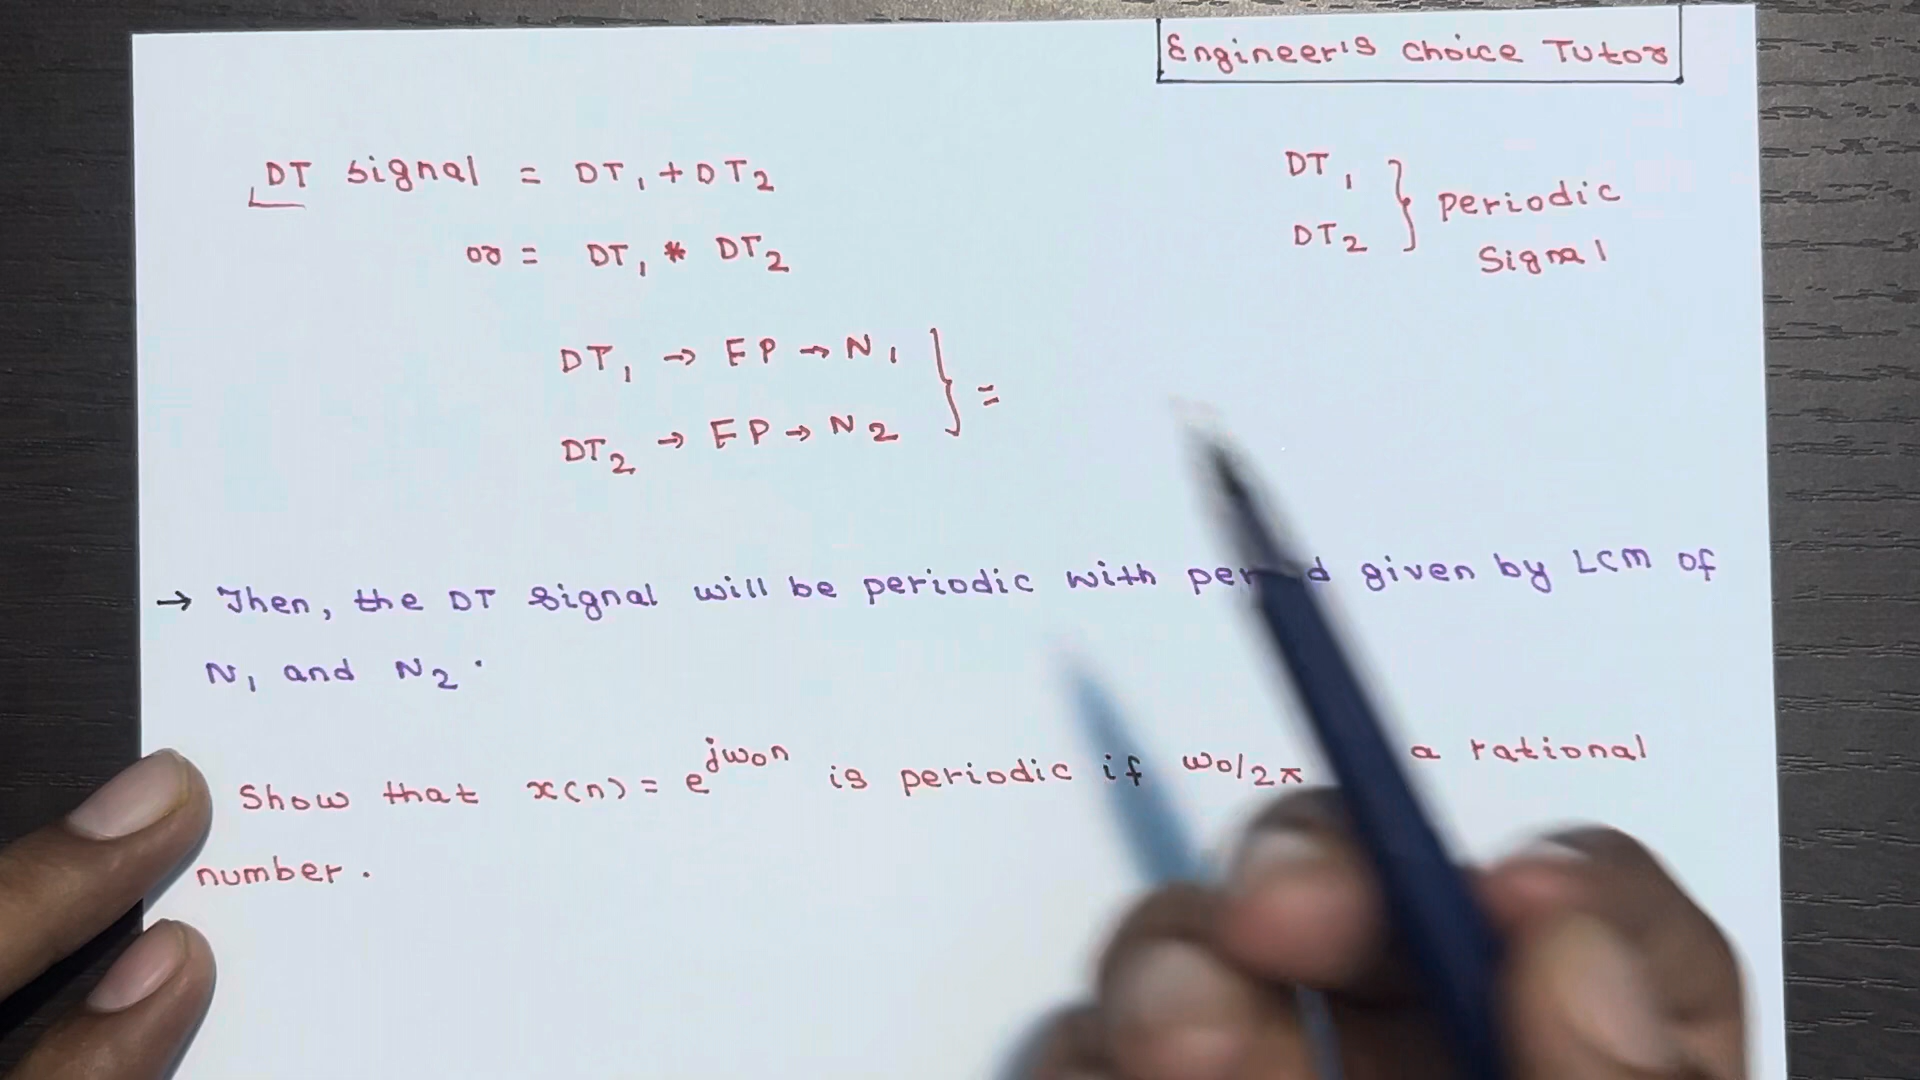 Engineer's Choice Tutor
DT signal = DT1 + DT2
or = DT1 * DT2
DT1
DT2 } Periodic
Signal
DT1 → FP → N1
DT2 → FP → N2 } =
→ Then, the DT signal will be periodic with given by LCM of
N1 and N2.
Show that x(n) = e^jω0n is periodic if ω0/2π a rational
number.